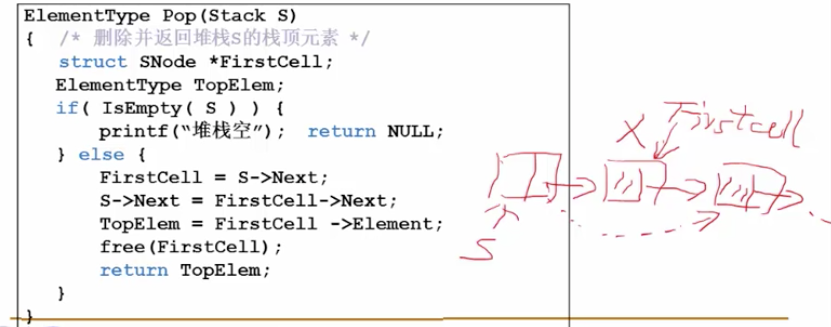 ElementType Pop(Stack S)
{ /* 删除并返回堆栈S的栈顶元素 */
struct SNode *FirstCell;
ElementType TopElem;
if( IsEmpty( S ) ) {
printf(“堆栈空”); return NULL;
} else {
FirstCell = S->Next;
S->Next = FirstCell->Next;
TopElem = FirstCell ->Element;
free(FirstCell);
return TopElem;
}
}
X Firstcell
S